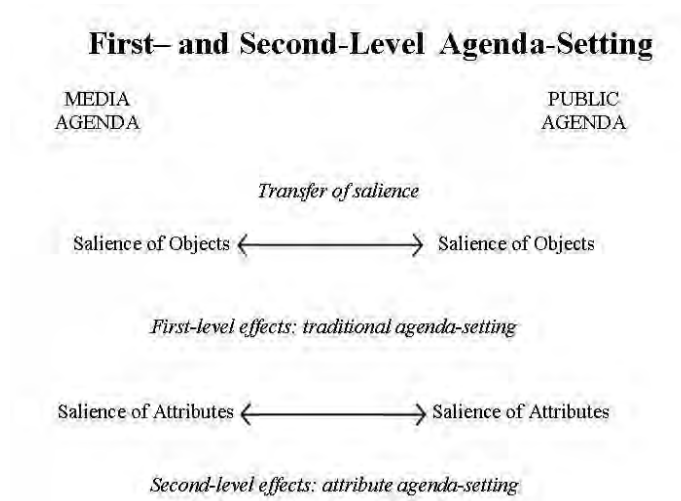 First– and Second-Level Agenda-Setting
MEDIA
AGENDA
PUBLIC
AGENDA
Transfer of salience
Salience of Objects Salience of Objects
First-level effects: traditional agenda-setting
Salience of Attributes Salience of Attributes
Second-level effects: attribute agenda-setting